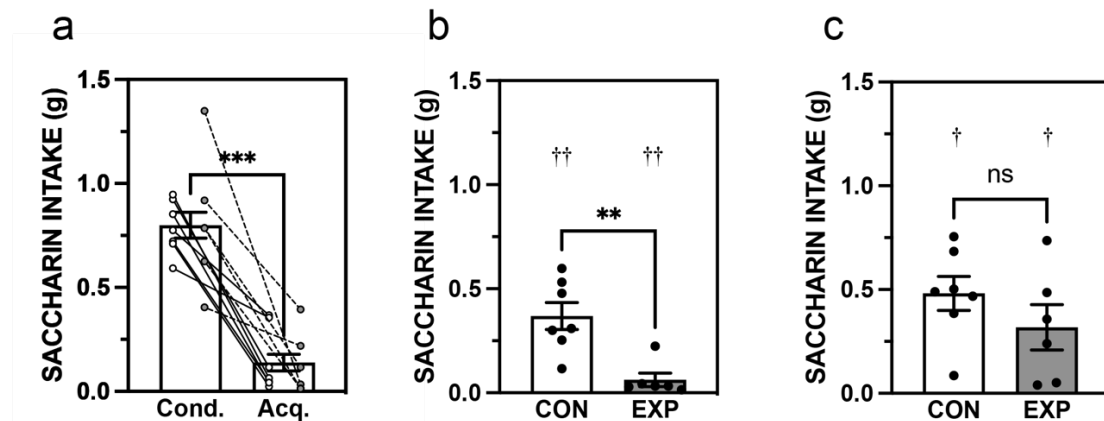 a
SACCHARIN INTAKE (g)
1.5
1.0
0.5
0.0
***
Cond. Acq.
b
SACCHARIN INTAKE (g)
1.5
1.0
0.5
0.0
†† ††
**
CON EXP
c
SACCHARIN INTAKE (g)
1.5
1.0
0.5
0.0
† †
ns
CON EXP